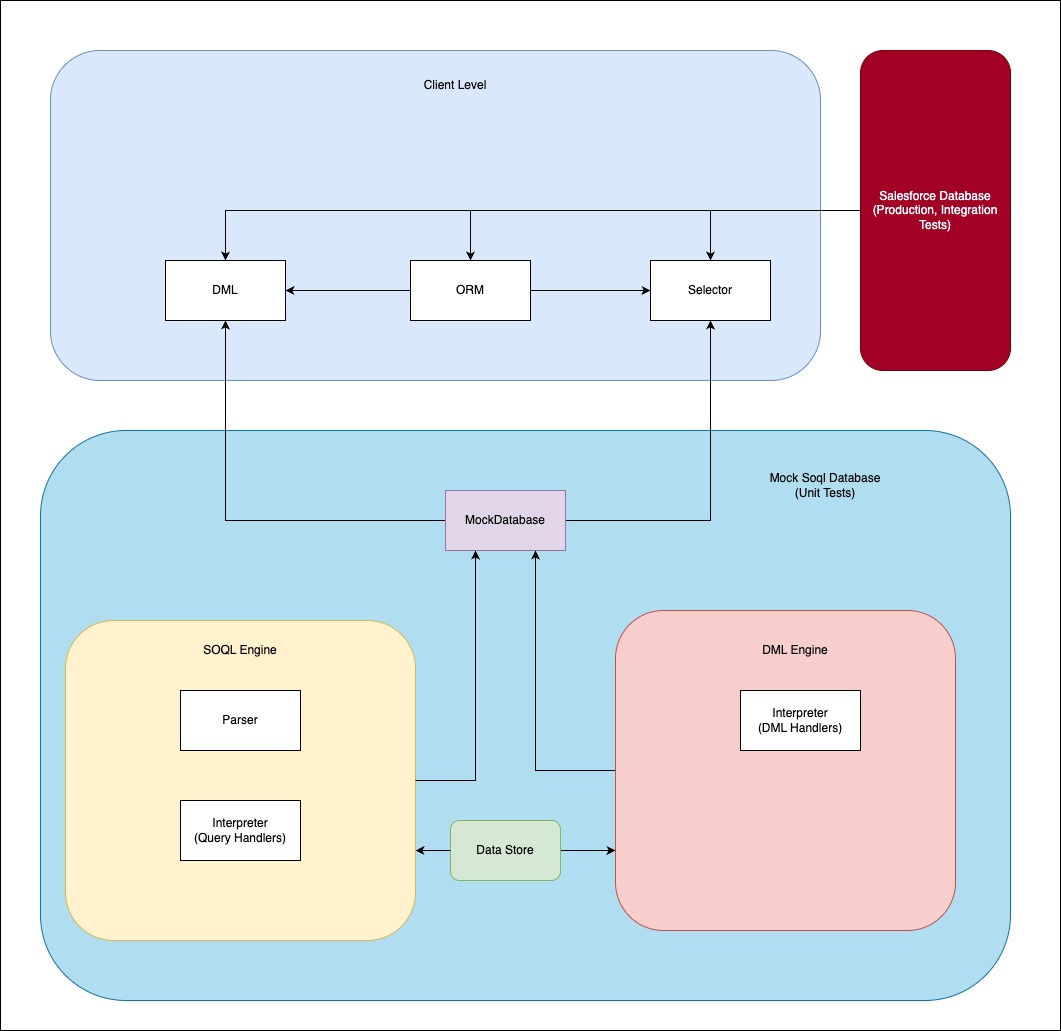 Client Level
Salesforce Database
(Production, Integration
Tests)
DML
ORM
Selector
Mock Soql Database
(Unit Tests)
MockDatabase
SOQL Engine
Parser
Interpreter
(Query Handlers)
DML Engine
Interpreter
(DML Handlers)
Data Store